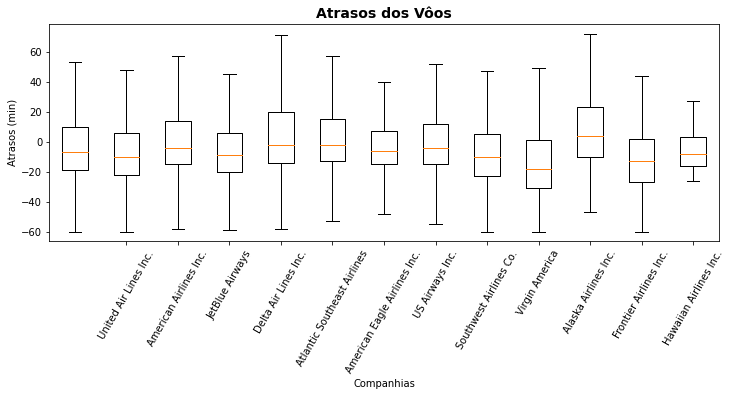 Atrasos dos Vôos
Atrasos (min)
60
40
20
0
−20
−40
−60
United Air Lines Inc.
American Airlines Inc.
JetBlue Airways
Delta Air Lines Inc.
Atlantic Southeast Airlines
American Eagle Airlines Inc.
US Airways Inc.
Southwest Airlines Co.
Virgin America
Alaska Airlines Inc.
Frontier Airlines Inc.
Hawaiian Airlines Inc.
Companhias